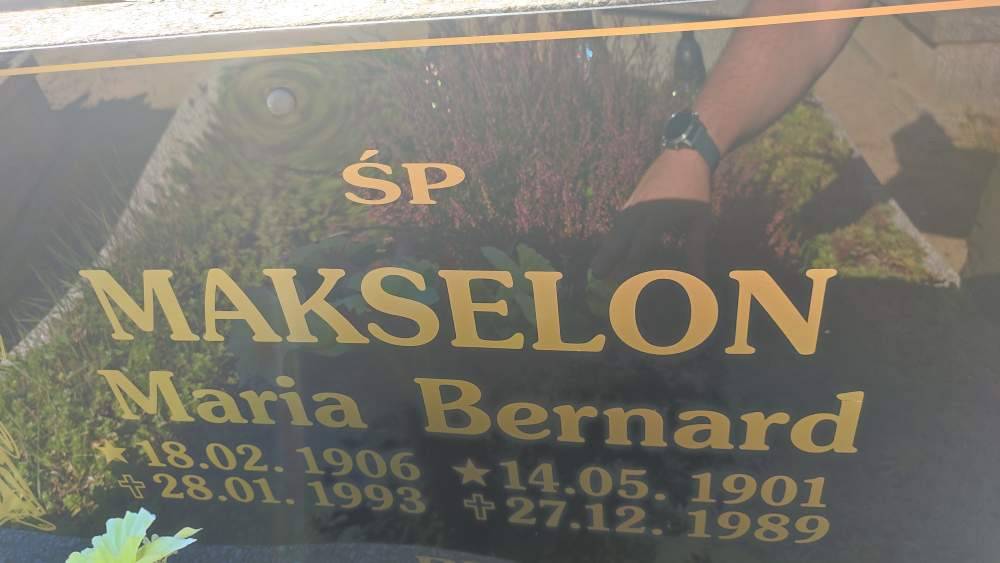 ŚP
MAKSELON
Maria Bernard
★ 18.02. 1906 ★ 14.05. 1901
✞ 28.01. 1993 ✞ 27.12. 1989